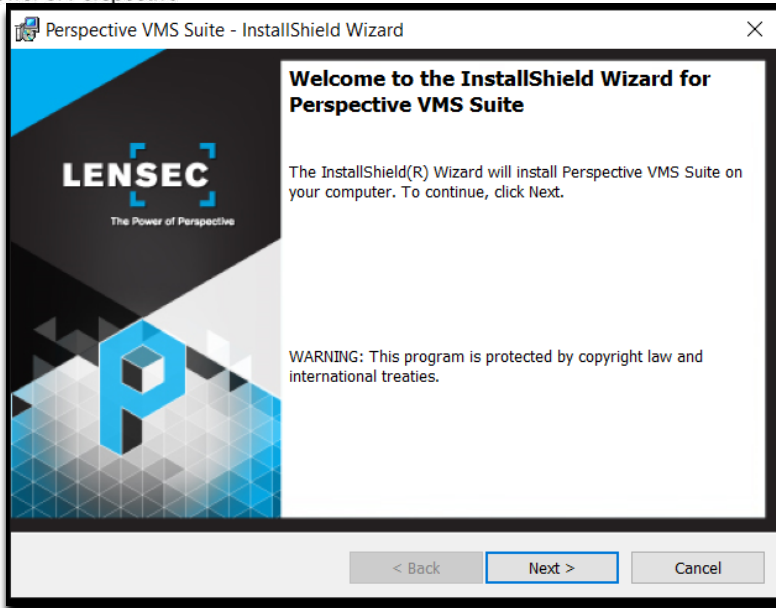 Perspective VMS Suite - InstallShield Wizard
Welcome to the InstallShield Wizard for
Perspective VMS Suite
LENSEC
The Power of Perspective
The InstallShield(R) Wizard will install Perspective VMS Suite on
your computer. To continue, click Next.
WARNING: This program is protected by copyright law and
international treaties.
< Back
Next >
Cancel